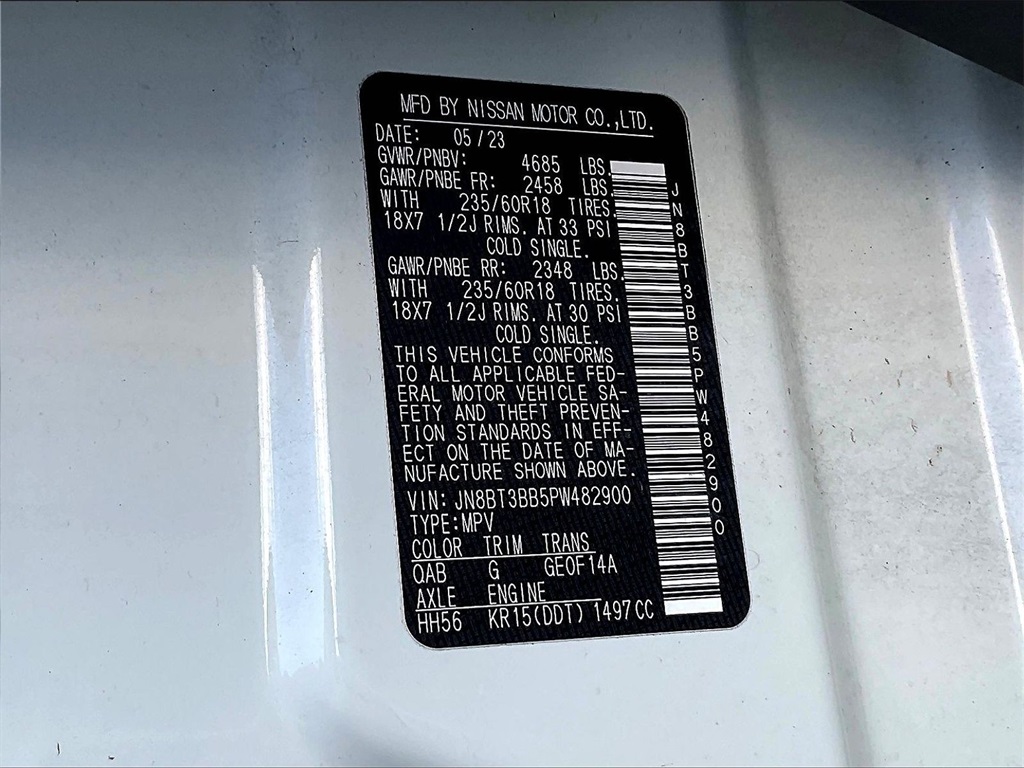 MFD BY NISSAN MOTOR CO.,LTD.
DATE: 05/23
GVWR/PNBV: 4685 LBS.
GAWR/PNBE FR: 2458 LBS.
WITH 235/60R18 TIRES.
18X7 1/2J RIMS. AT 33 PSI
COLD SINGLE.
GAWR/PNBE RR: 2348 LBS.
WITH 235/60R18 TIRES.
18X7 1/2J RIMS. AT 30 PSI
COLD SINGLE.
THIS VEHICLE CONFORMS
TO ALL APPLICABLE FED-
ERAL MOTOR VEHICLE SA-
FETY AND THEFT PREVEN-
TION STANDARDS IN EFF-
ECT ON THE DATE OF MA-
NUFACTURE SHOWN ABOVE.
VIN: JN8BT3BB5PW482900
TYPE:MPV
COLOR TRIM TRANS
QAB G GE0F14A
AXLE ENGINE
HH56 KR15(DDT) 1497CC
JN8BT3BB5PW482900